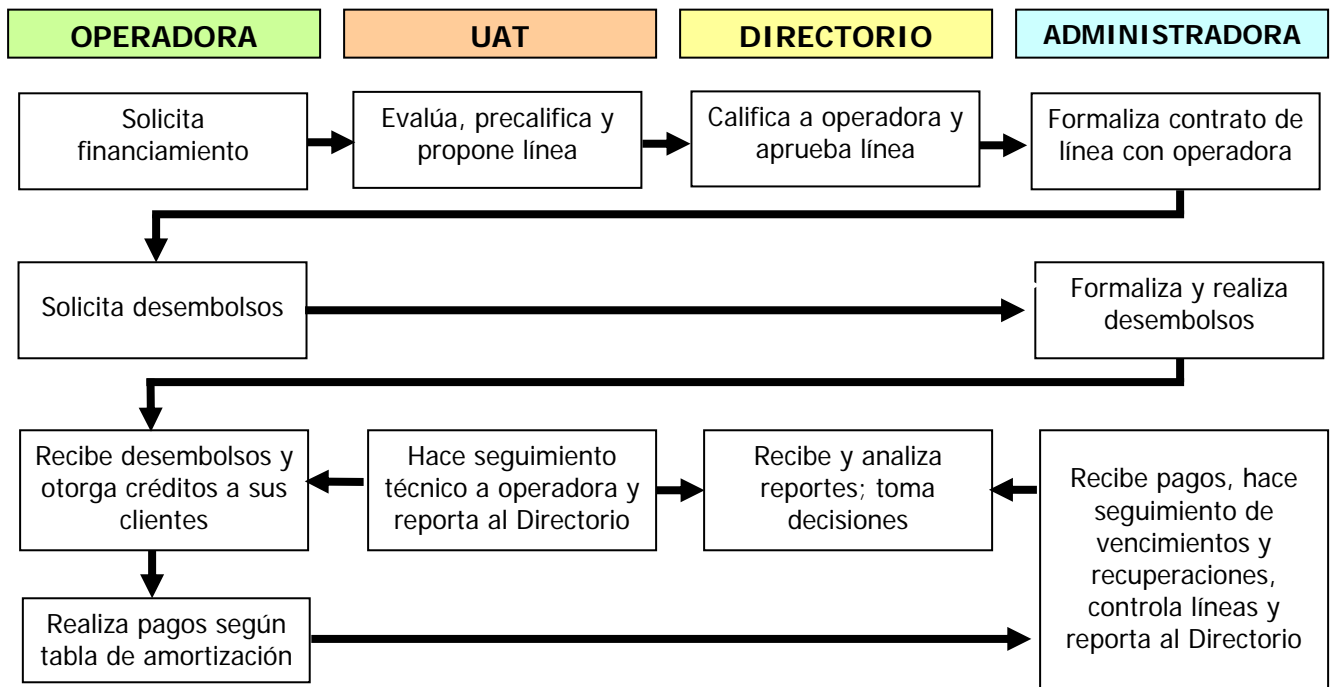 OPERADORA
UAT
DIRECTORIO
ADMINISTRADORA
Solicita
financiamiento
Evalúa, precalifica y
propone línea
Califica a operadora y
aprueba línea
Formaliza contrato de
línea con operadora
Solicita desembolsos
Formaliza y realiza
desembolsos
Recibe desembolsos y
otorga créditos a sus
clientes
Hace seguimiento
técnico a operadora y
reporta al Directorio
Recibe y analiza
reportes; toma
decisiones
Recibe pagos, hace
seguimiento de
vencimientos y
recuperaciones,
controla líneas y
reporta al Directorio
Realiza pagos según
tabla de amortización